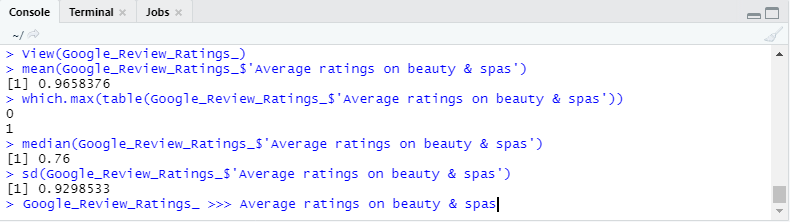 Console Terminal × Jobs ×
~/
> View(Google_Review_Ratings_)
> mean(Google_Review_Ratings_$'Average ratings on beauty & spas')
[1] 0.9658376
> which.max(table(Google_Review_Ratings_$'Average ratings on beauty & spas'))
0
1
> median(Google_Review_Ratings_$'Average ratings on beauty & spas')
[1] 0.76
> sd(Google_Review_Ratings_$'Average ratings on beauty & spas')
[1] 0.9298533
> Google_Review_Ratings_ >>> Average ratings on beauty & spas